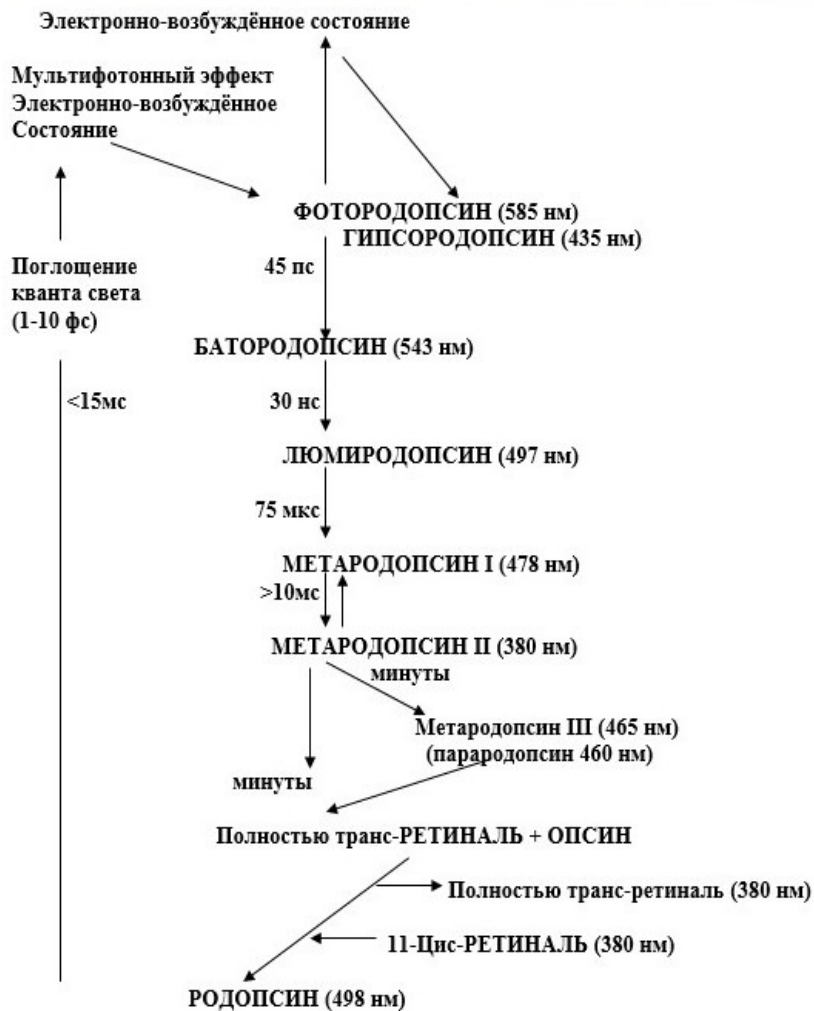 Электронно-возбуждённое состояние
Мультифотонный эффект
Электронно-возбуждённое
Состояние
ФОТОРОДОПСИН (585 нм)
ГИПСОРОДОПСИН (435 нм)
Поглощение
кванта света
(1-10 фс)
45 пс
БАТОРОДОПСИН (543 нм)
<15мс
30 нс
ЛЮМИРОДОПСИН (497 нм)
75 мкс
МЕТАРОДОПСИН I (478 нм)
>10мс
МЕТАРОДОПСИН II (380 нм)
минуты
Метародопсин III (465 нм)
(парародопсин 460 нм)
минуты
Полностью транс-РЕТИНАЛЬ + ОПСИН
Полностью транс-ретиналь (380 нм)
11-Цис-РЕТИНАЛЬ (380 нм)
РОДОПСИН (498 нм)